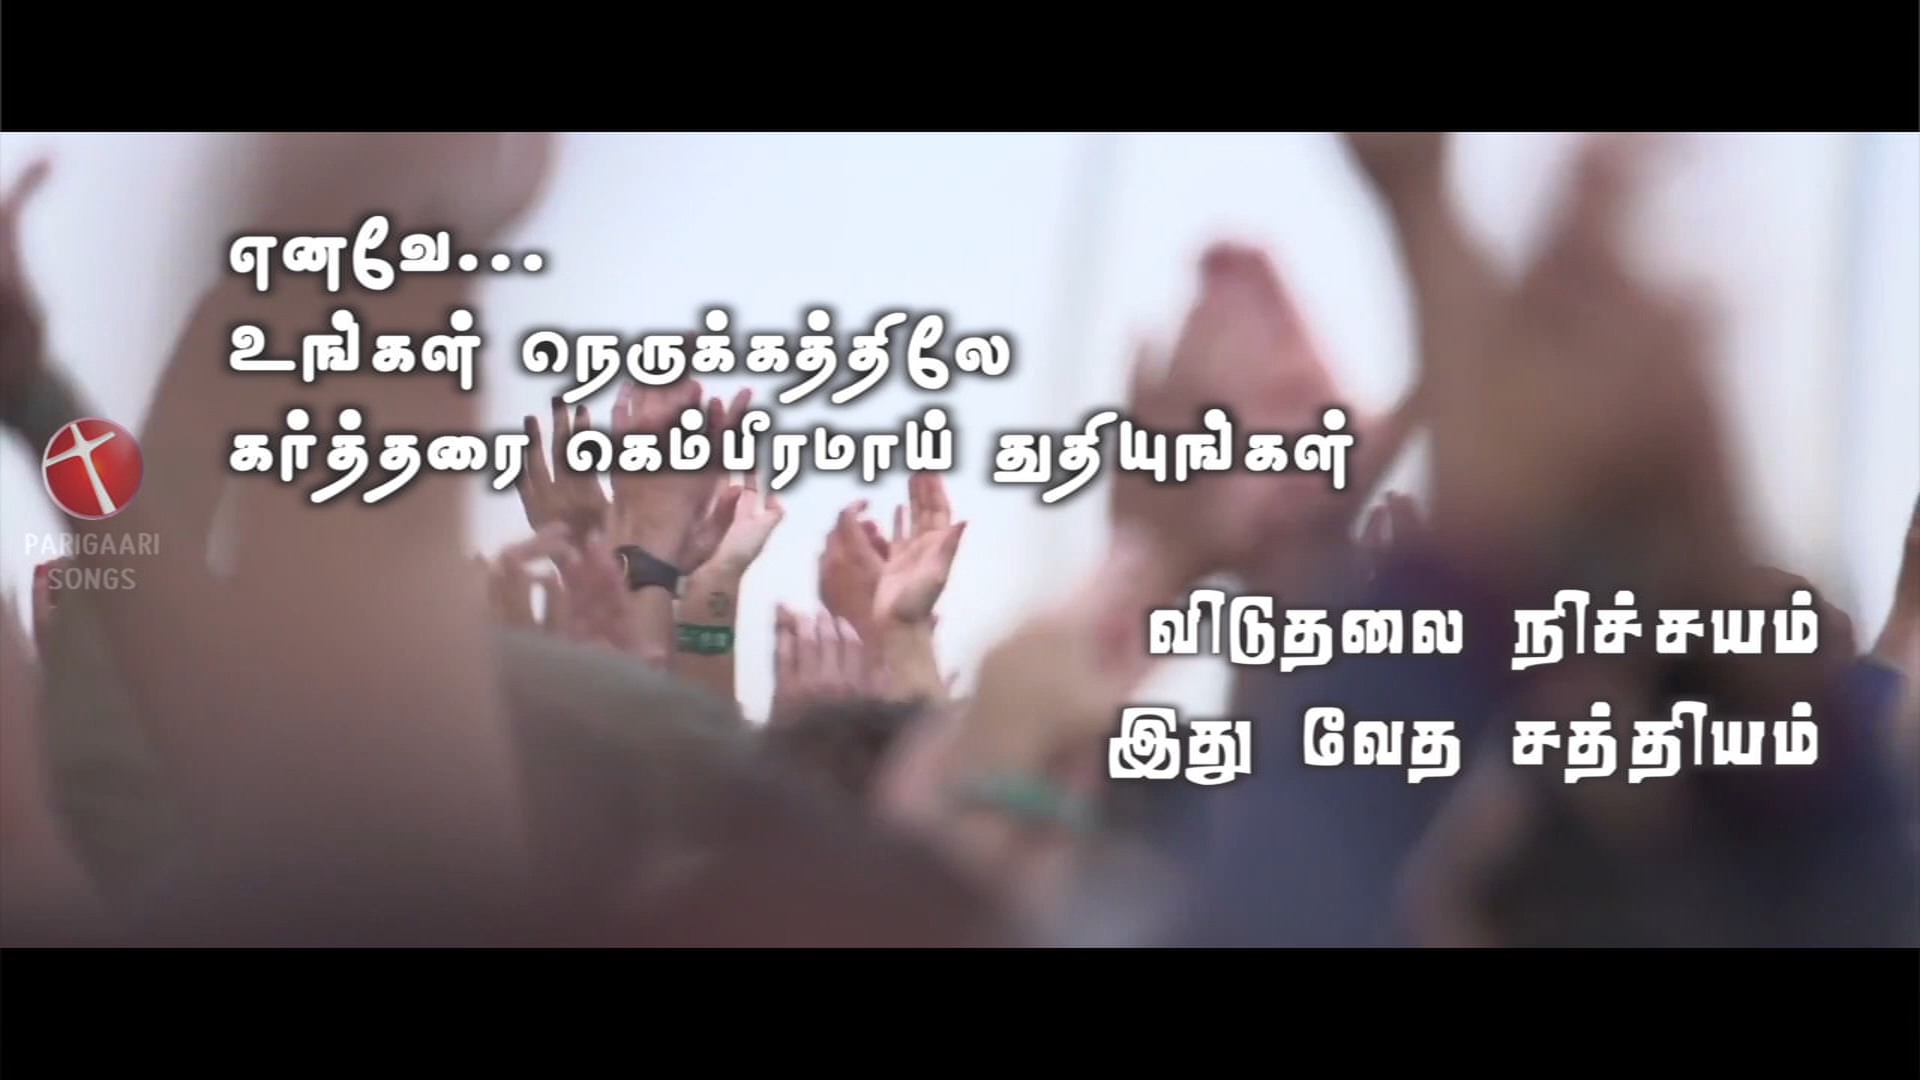 எனவே...
உங்கள் நெருக்கத்திலே
கர்த்தரை கெம்பீரமாய் துதியுங்கள்
PARIGAARI
SONGS
விடுதலை நிச்சயம்
இது வேத சத்தியம்